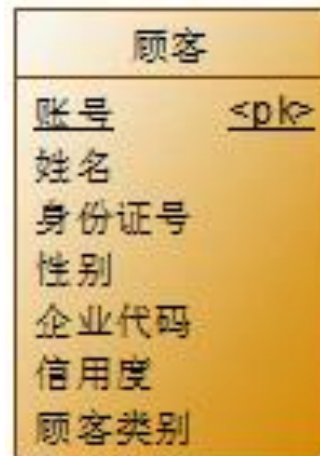 顾客
账号 <pk>
姓名
身份证号
性别
企业代码
信用度
顾客类别